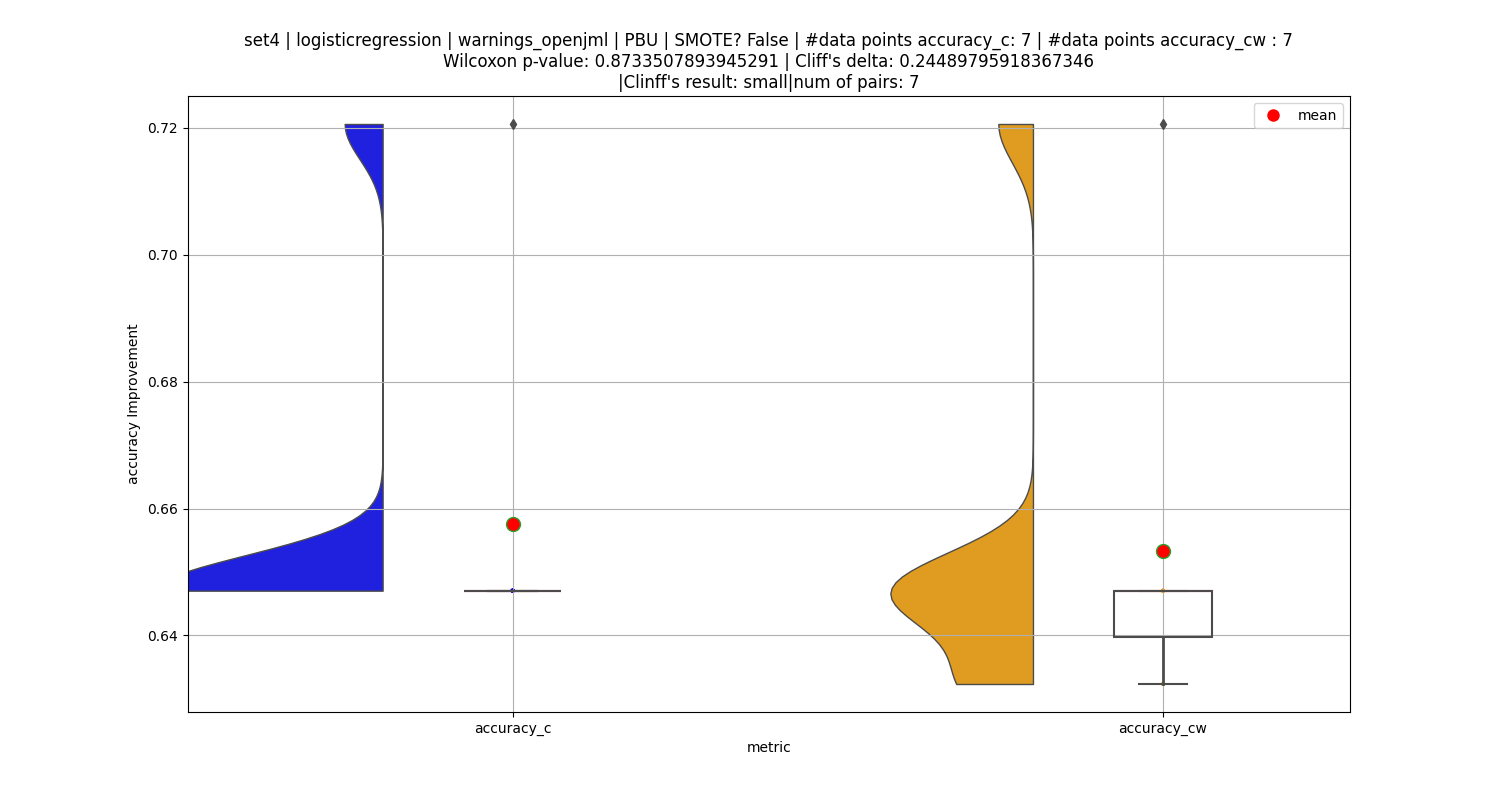 set4 | logisticregression | warnings_openjml | PBU | SMOTE? False | #data points accuracy_c: 7 | #data points accuracy_cw : 7
Wilcoxon p-value: 0.8733507893945291 | Cliff's delta: 0.24489795918367346
|Clinff's result: small|num of pairs: 7
mean
0.72
0.70
0.68
0.66
0.64
accuracy Improvement
accuracy_c
accuracy_cw
metric